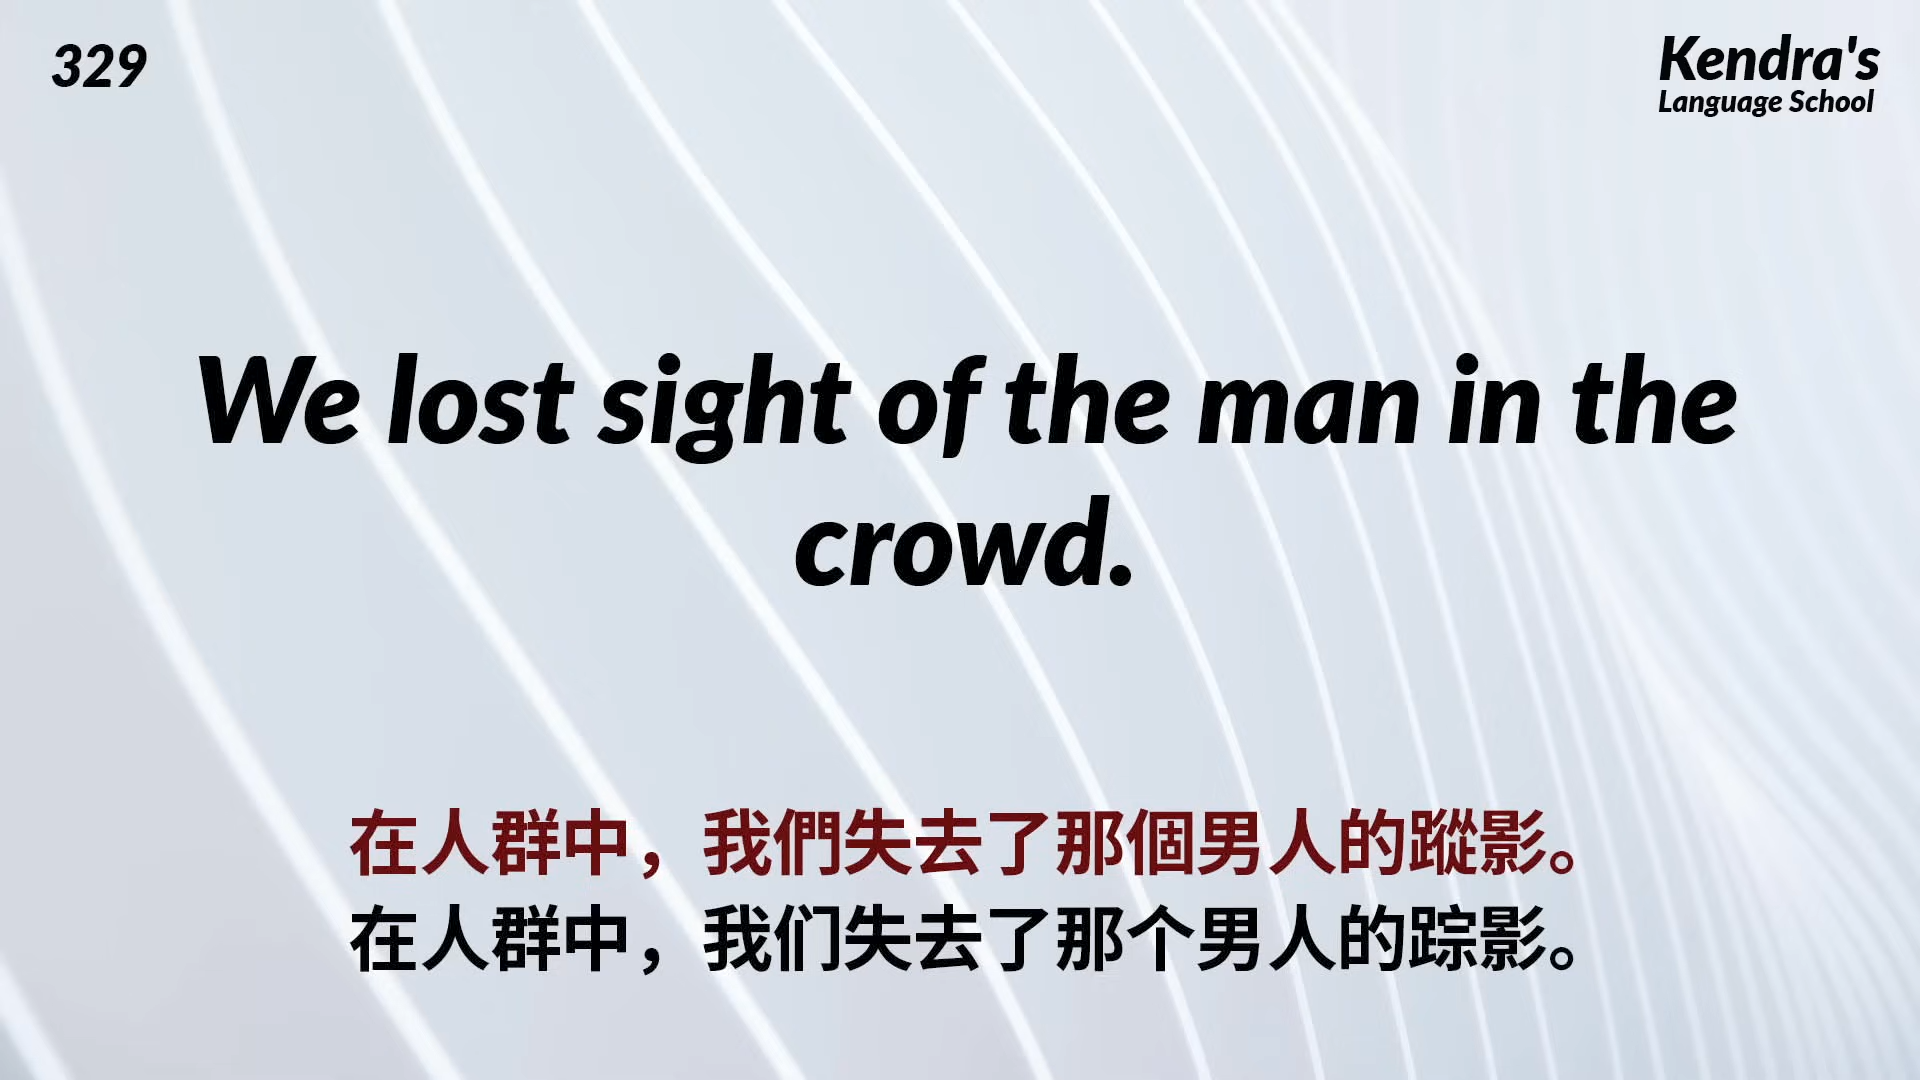 329
Kendra's
Language School
We lost sight of the man in the
crowd.
在人群中，我們失去了那個男人的蹤影。
在人群中，我们失去了那个男人的踪影。